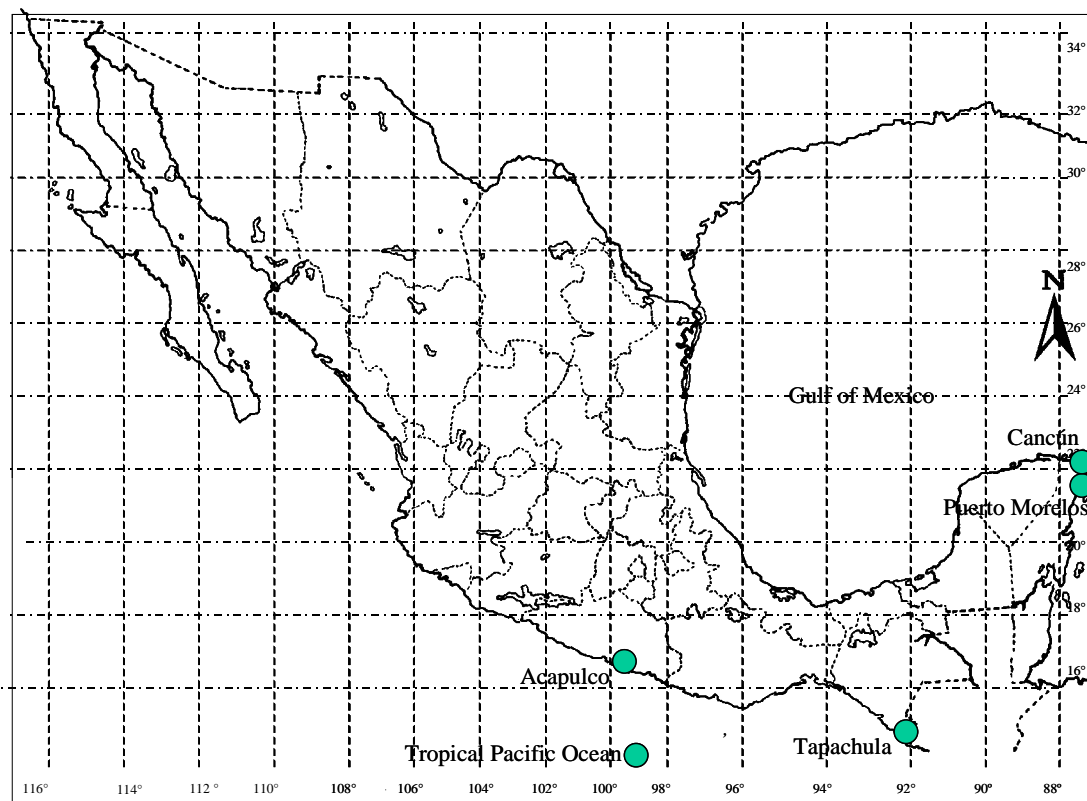 34°
32°
30°
28°
N
26°
24°
Gulf of Mexico
Cancún
Puerto Morelos
20°
18°
16°
Acapulco
Tapachula
Tropical Pacific Ocean
116° 114° 112 ° 110° 108° 106° 104° 102° 100° 98° 96° 94° 92° 90° 88°